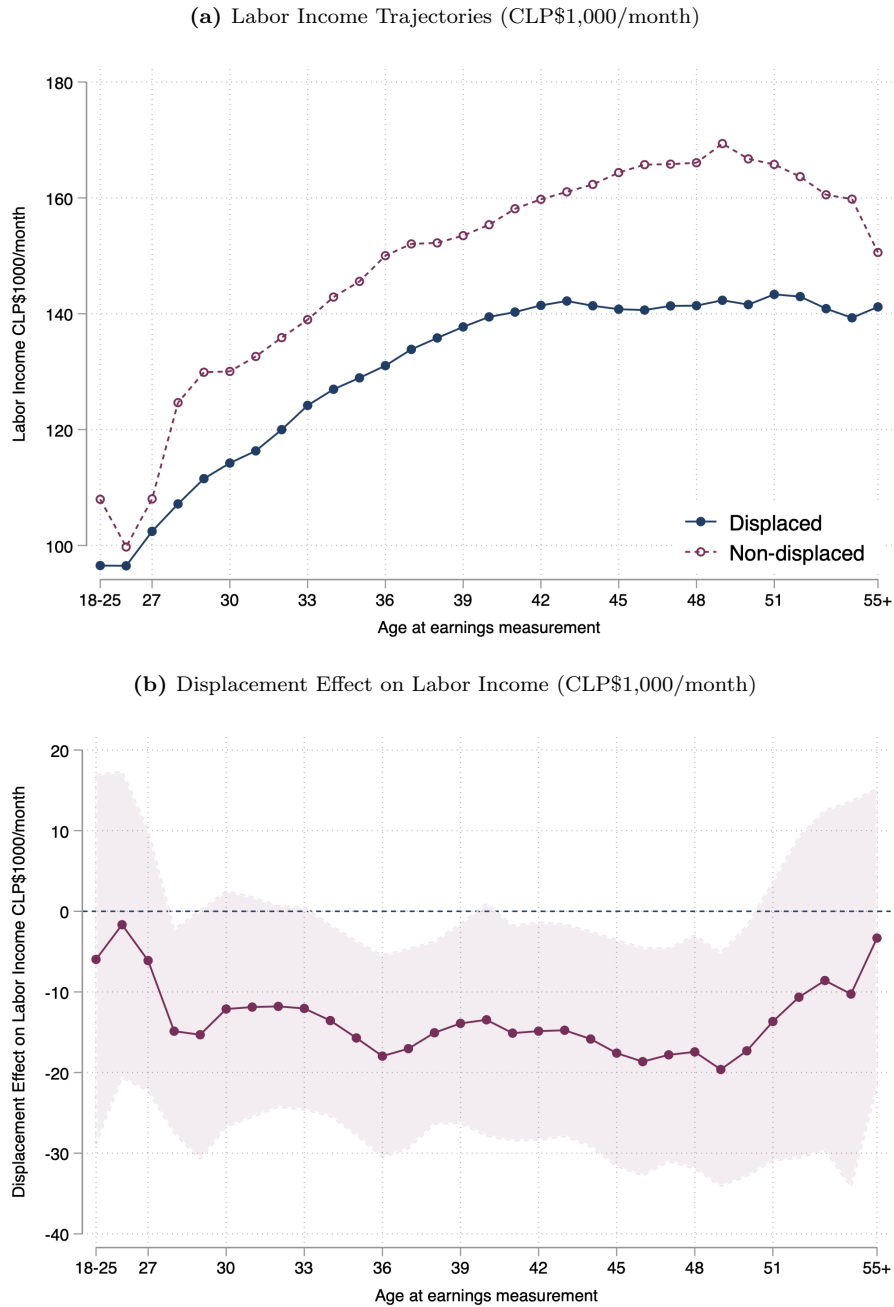 (a) Labor Income Trajectories (CLP$1,000/month)
180
160
140
120
100
Labor Income CLP$1000/month
Displaced
Non-displaced
18-25 27 30 33 36 39 42 45 48 51 55+
Age at earnings measurement
(b) Displacement Effect on Labor Income (CLP$1,000/month)
20
10
0
-10
-20
-30
-40
Displacement Effect on Labor Income CLP$1000/month
18-25 27 30 33 36 39 42 45 48 51 55+
Age at earnings measurement